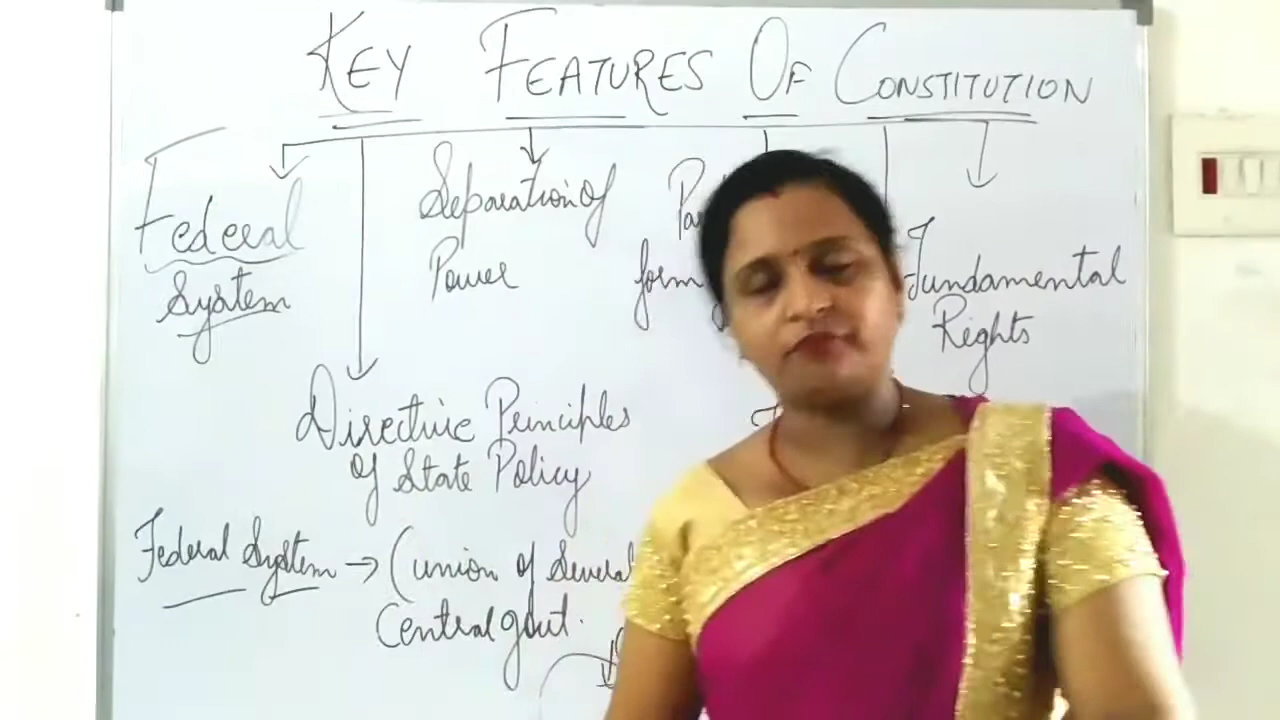 KEY FEATURES OF CONSTITUTION
Federal
System
Separation of
Power
form
Fundamental
Rights
Directive Principles
of State Policy
Federal System → (union of Several
Central govt.